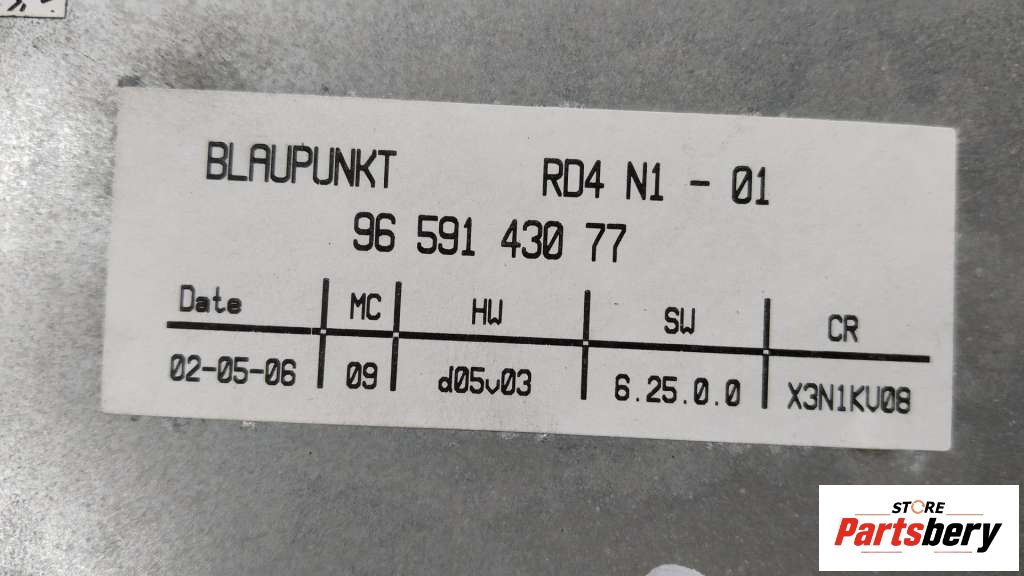 BLAUPUNKT RD4 N1 - 01
96 591 430 77
Date MC HW SW CR
02-05-06 09 d05v03 6.25.0.0 X3N1KV08
STORE
Partsbery